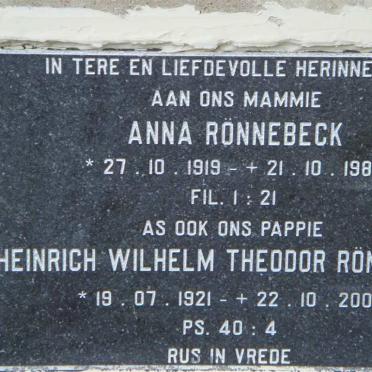 IN TERE EN LIEFDEVOLLE HERINNE
AAN ONS MAMMIE
ANNA RÖNNEBECK
* 27 . 10 . 1919 - + 21 . 10 . 198
FIL. 1 : 21
AS OOK ONS PAPPIE
HEINRICH WILHELM THEODOR RÖN
* 19 . 07 . 1921 - + 22 . 10 . 200
PS. 40 : 4
RUS IN VREDE